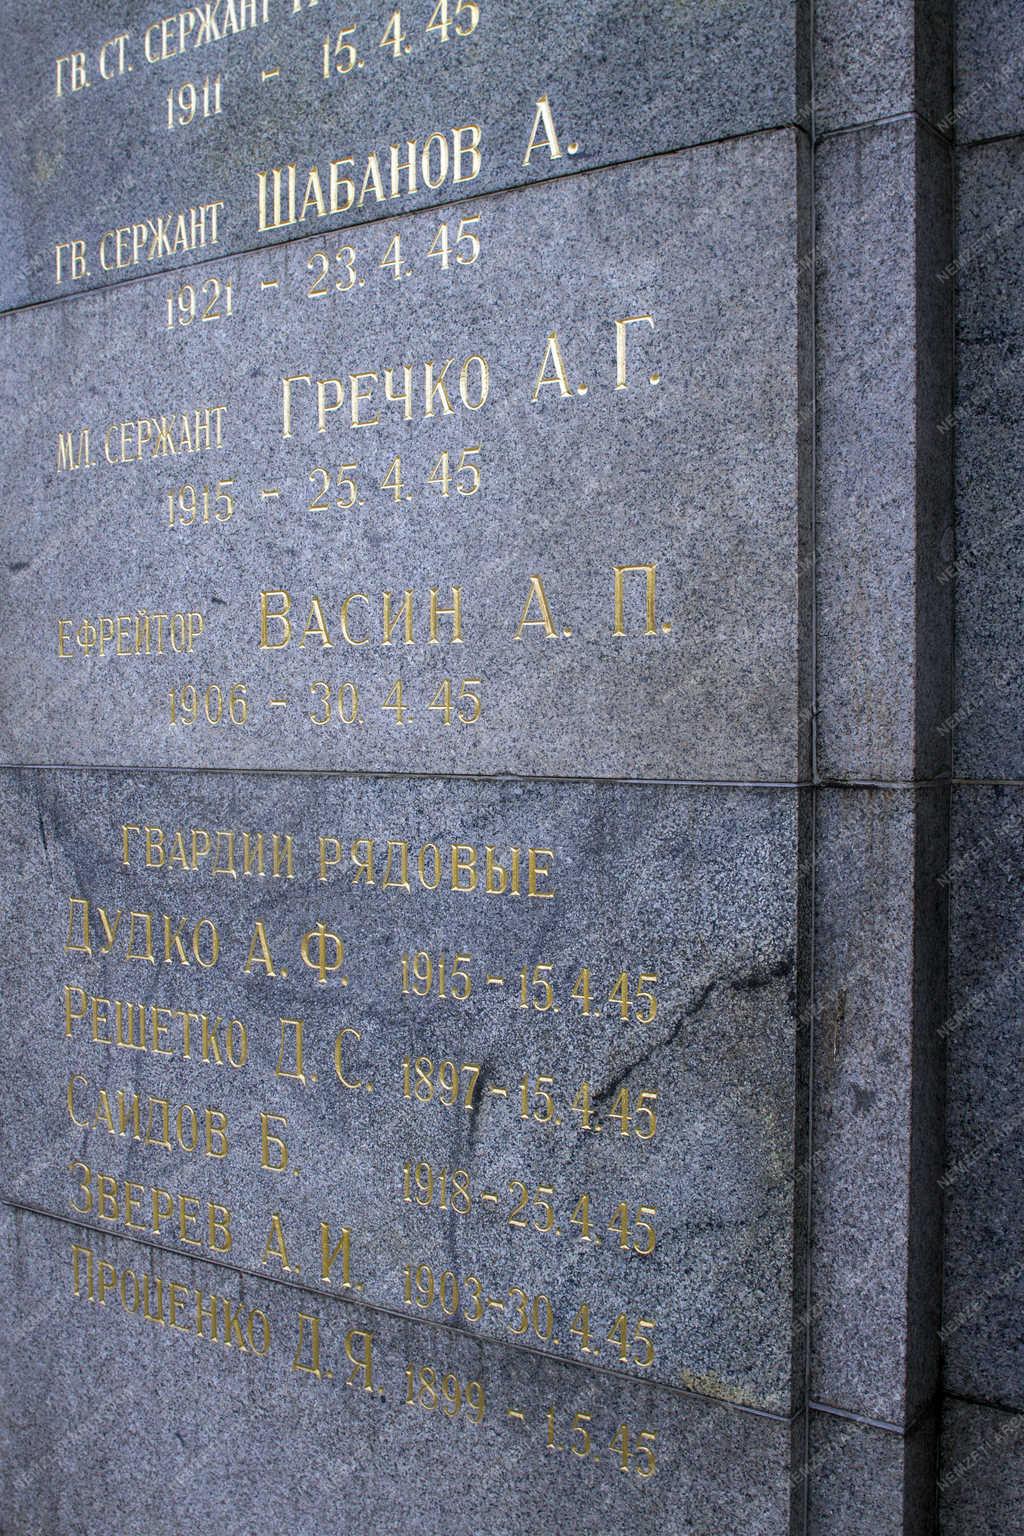 ГВ. СТ. СЕРЖАНТ
1911 - 15. 4. 45
ГВ. СЕРЖАНТ ШАБАНОВ А.
1921 - 23. 4. 45
МЛ. СЕРЖАНТ ГРЕЧКО А. Г.
1915 - 25. 4. 45
ЕФРЕЙТОР ВАСИН А. П.
1906 - 30. 4. 45
ГВАРДИИ РЯДОВЫЕ
ДУДКО А. Ф. 1915 - 15. 4. 45
РЕШЕТКО Д. С. 1897 - 15. 4. 45
САИДОВ Б. 1918 - 25. 4. 45
ЗВЕРЕВ А. И. 1903 - 30. 4. 45
ПРОЦЕНКО Д. Я. 1899 - 1. 5. 45